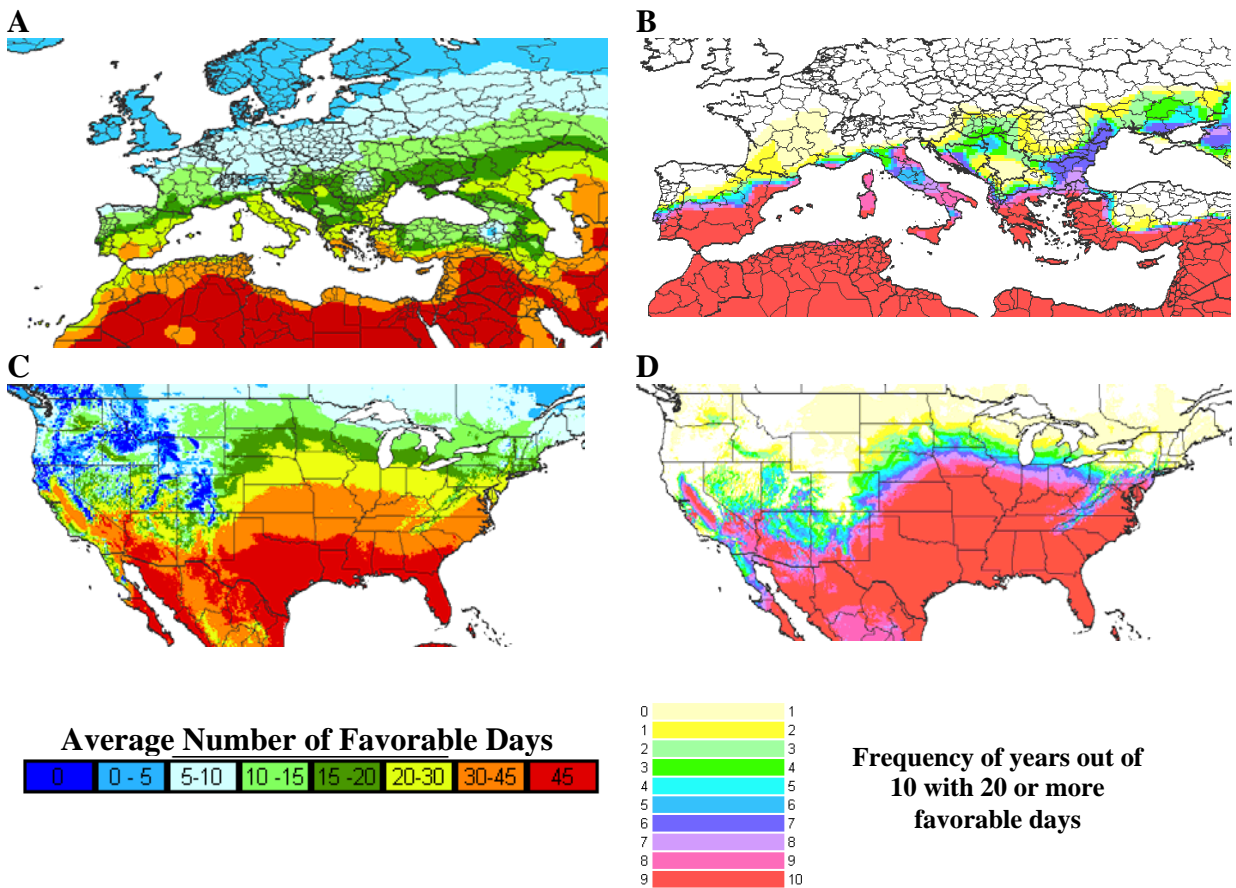 A
B
C
D
Average Number of Favorable Days
0 0 - 5 5-10 10 -15 15 -20 20-30 30-45 45
0 1
1 2
2 3
3 4
4 5
5 6
6 7
7 8
8 9
9 10
Frequency of years out of
10 with 20 or more
favorable days